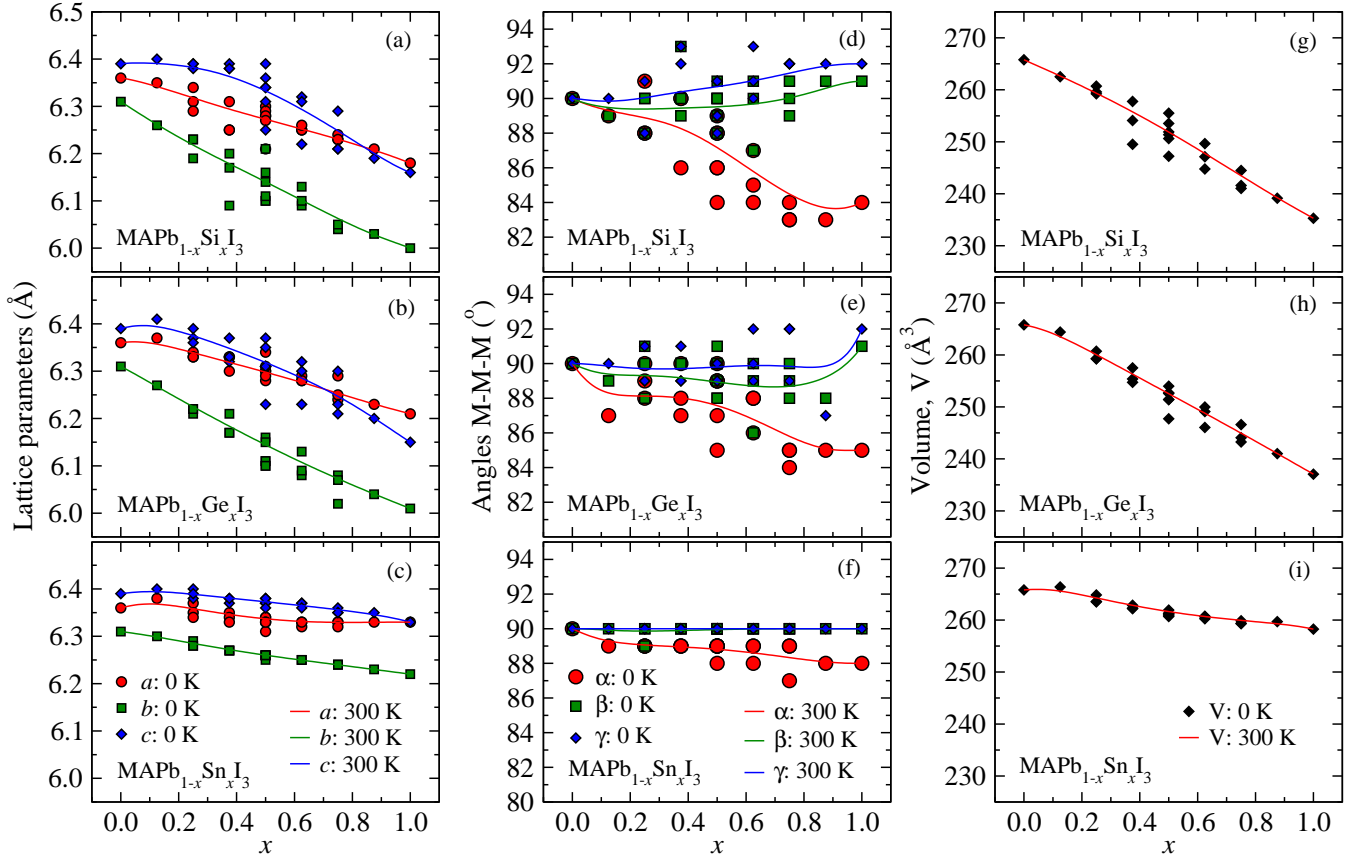 6.5
6.4
6.3
6.2
6.1
6.0
(a)
MAPb1-xSixI3
94
92
90
88
86
84
82
(d)
MAPb1-xSixI3
270
260
250
240
230
(g)
MAPb1-xSixI3
Lattice parameters (Å)
6.4
6.3
6.2
6.1
6.0
(b)
MAPb1-xGexI3
Angles M-M-M (°)
94
92
90
88
86
84
82
(e)
MAPb1-xGexI3
Volume, V (Å3)
270
260
250
240
230
(h)
MAPb1-xGexI3
6.4
6.3
6.2
6.1
6.0
(c)
a: 0 K
b: 0 K
c: 0 K
a: 300 K
b: 300 K
c: 300 K
MAPb1-xSnxI3
0.0 0.2 0.4 0.6 0.8 1.0
x
94
92
90
88
86
84
82
80
(f)
α: 0 K
β: 0 K
γ: 0 K
α: 300 K
β: 300 K
γ: 300 K
MAPb1-xSnxI3
0.0 0.2 0.4 0.6 0.8 1.0
x
270
260
250
240
230
(i)
V: 0 K
V: 300 K
MAPb1-xSnxI3
0.0 0.2 0.4 0.6 0.8 1.0
x